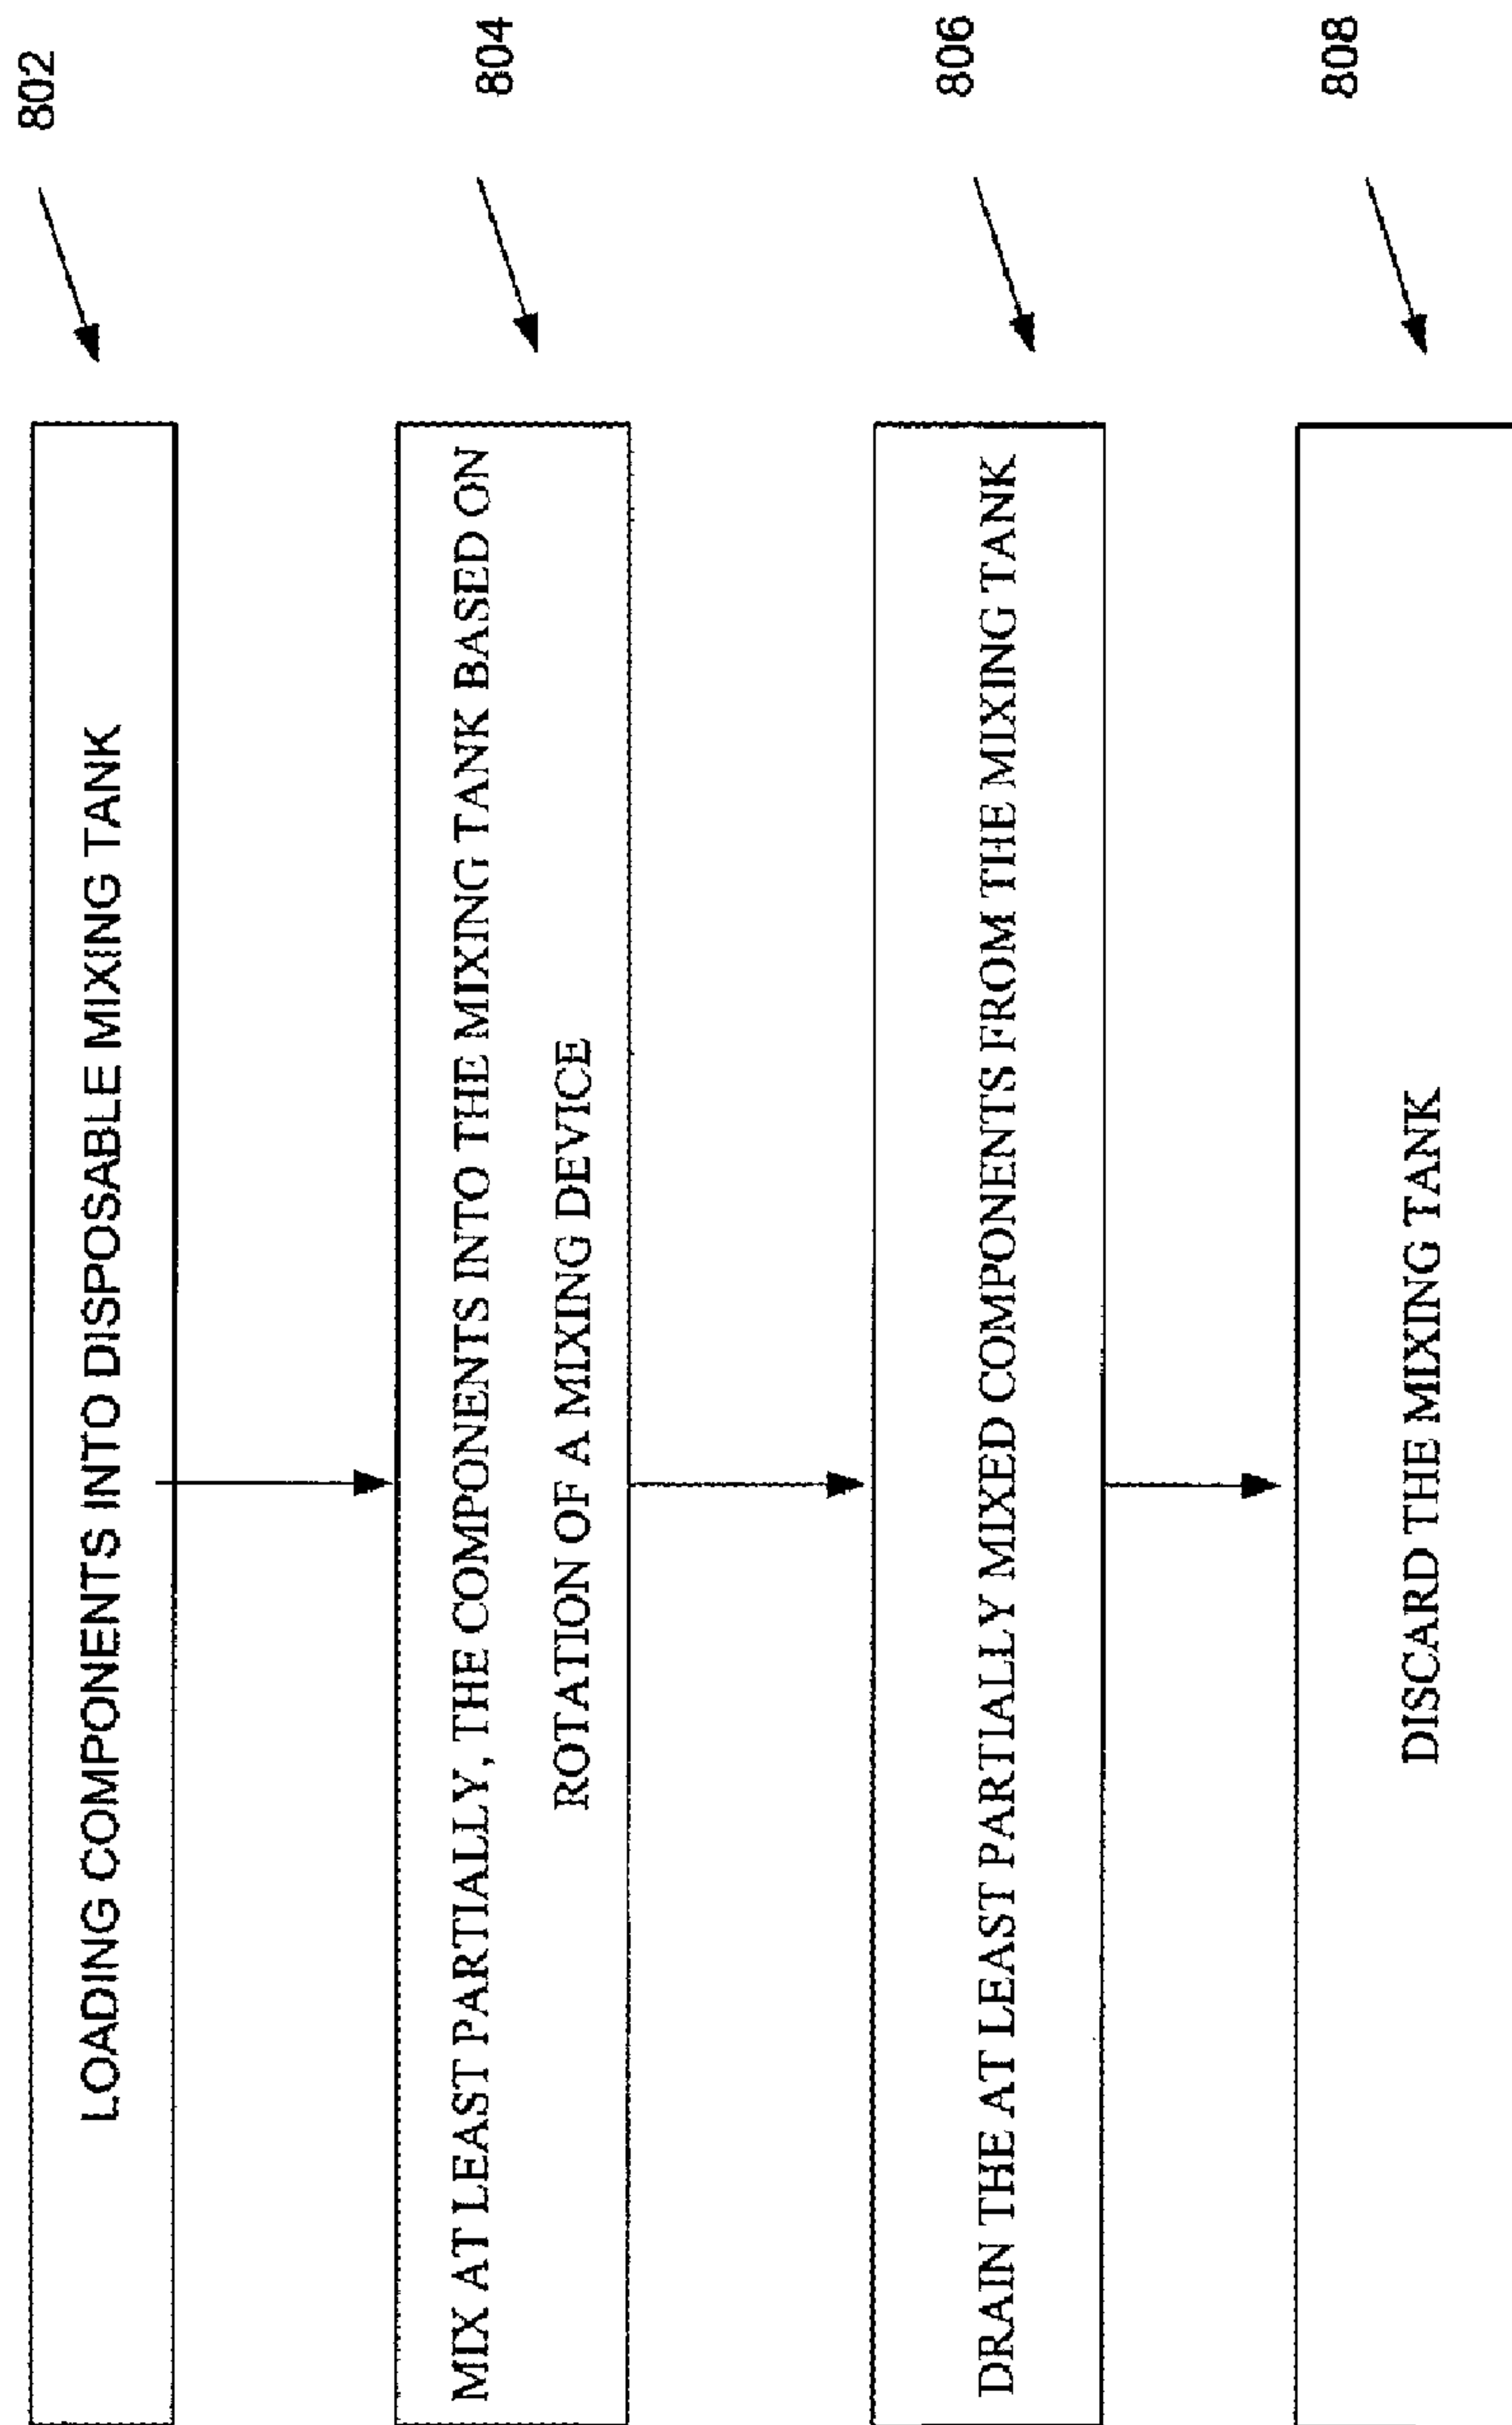 LOADING COMPONENTS INTO DISPOSABLE MIXING TANK
802
MIX AT LEAST PARTIALLY, THE COMPONENTS INTO THE MIXING TANK BASED ON
ROTATION OF A MIXING DEVICE
804
DRAIN THE AT LEAST PARTIALLY MIXED COMPONENTS FROM THE MIXING TANK
806
DISCARD THE MIXING TANK
808